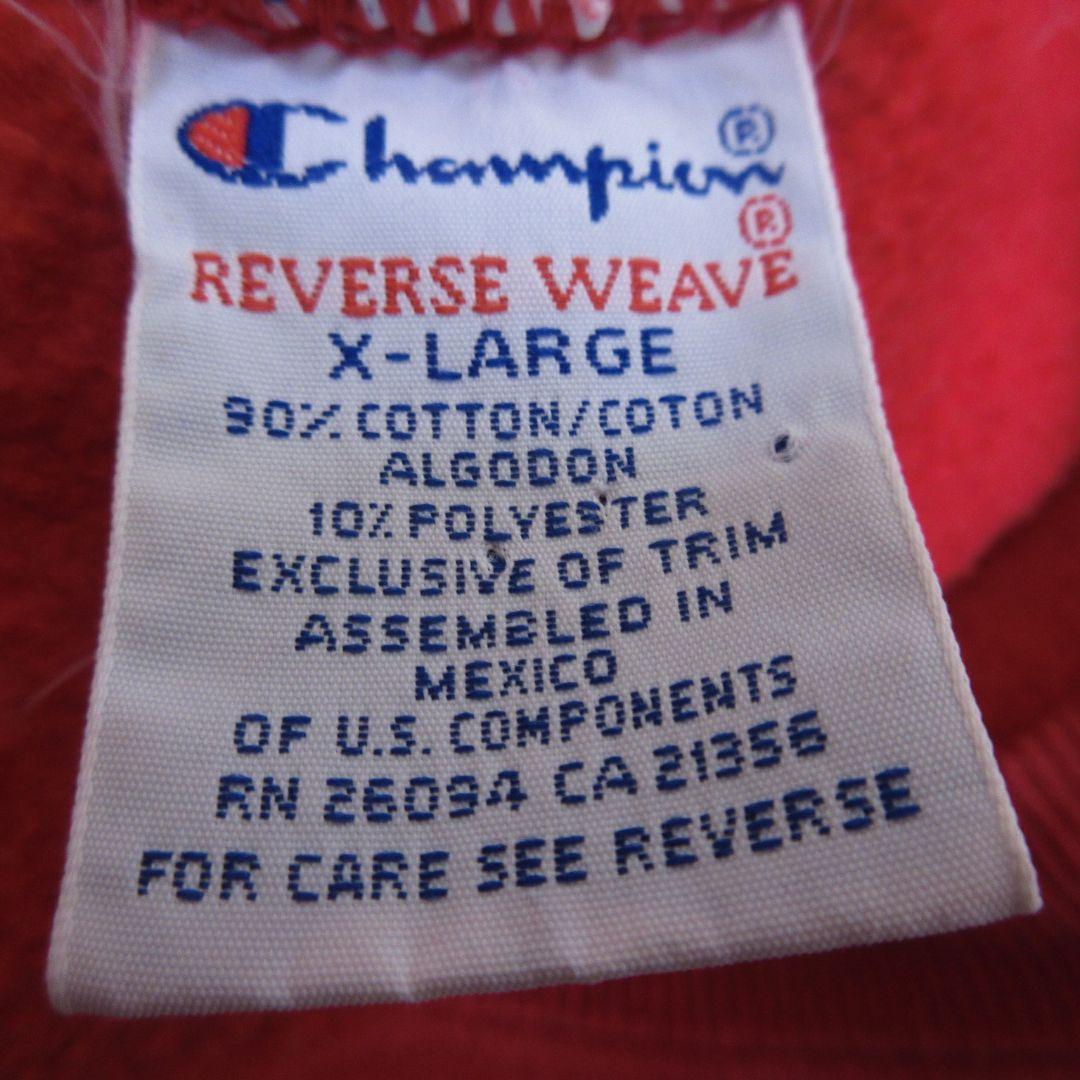 Champion ®
REVERSE WEAVE ®
X-LARGE
90% COTTON/COTON
ALGODON
10% POLYESTER
EXCLUSIVE OF TRIM
ASSEMBLED IN
MEXICO
OF U.S. COMPONENTS
RN 26094 CA 21356
FOR CARE SEE REVERSE